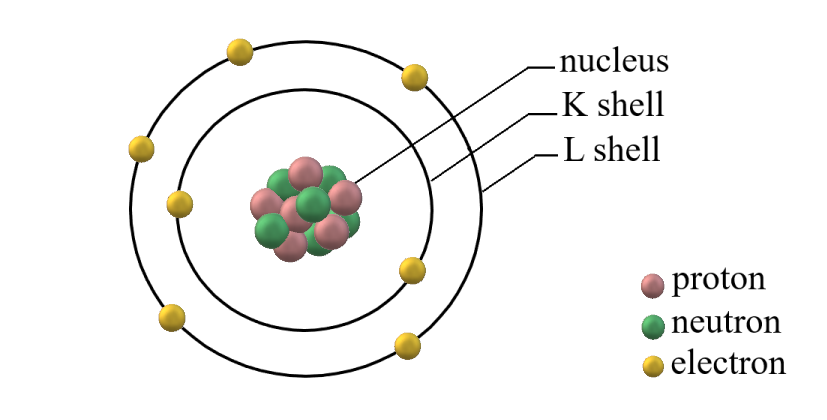 nucleus
K shell
L shell
proton
neutron
electron